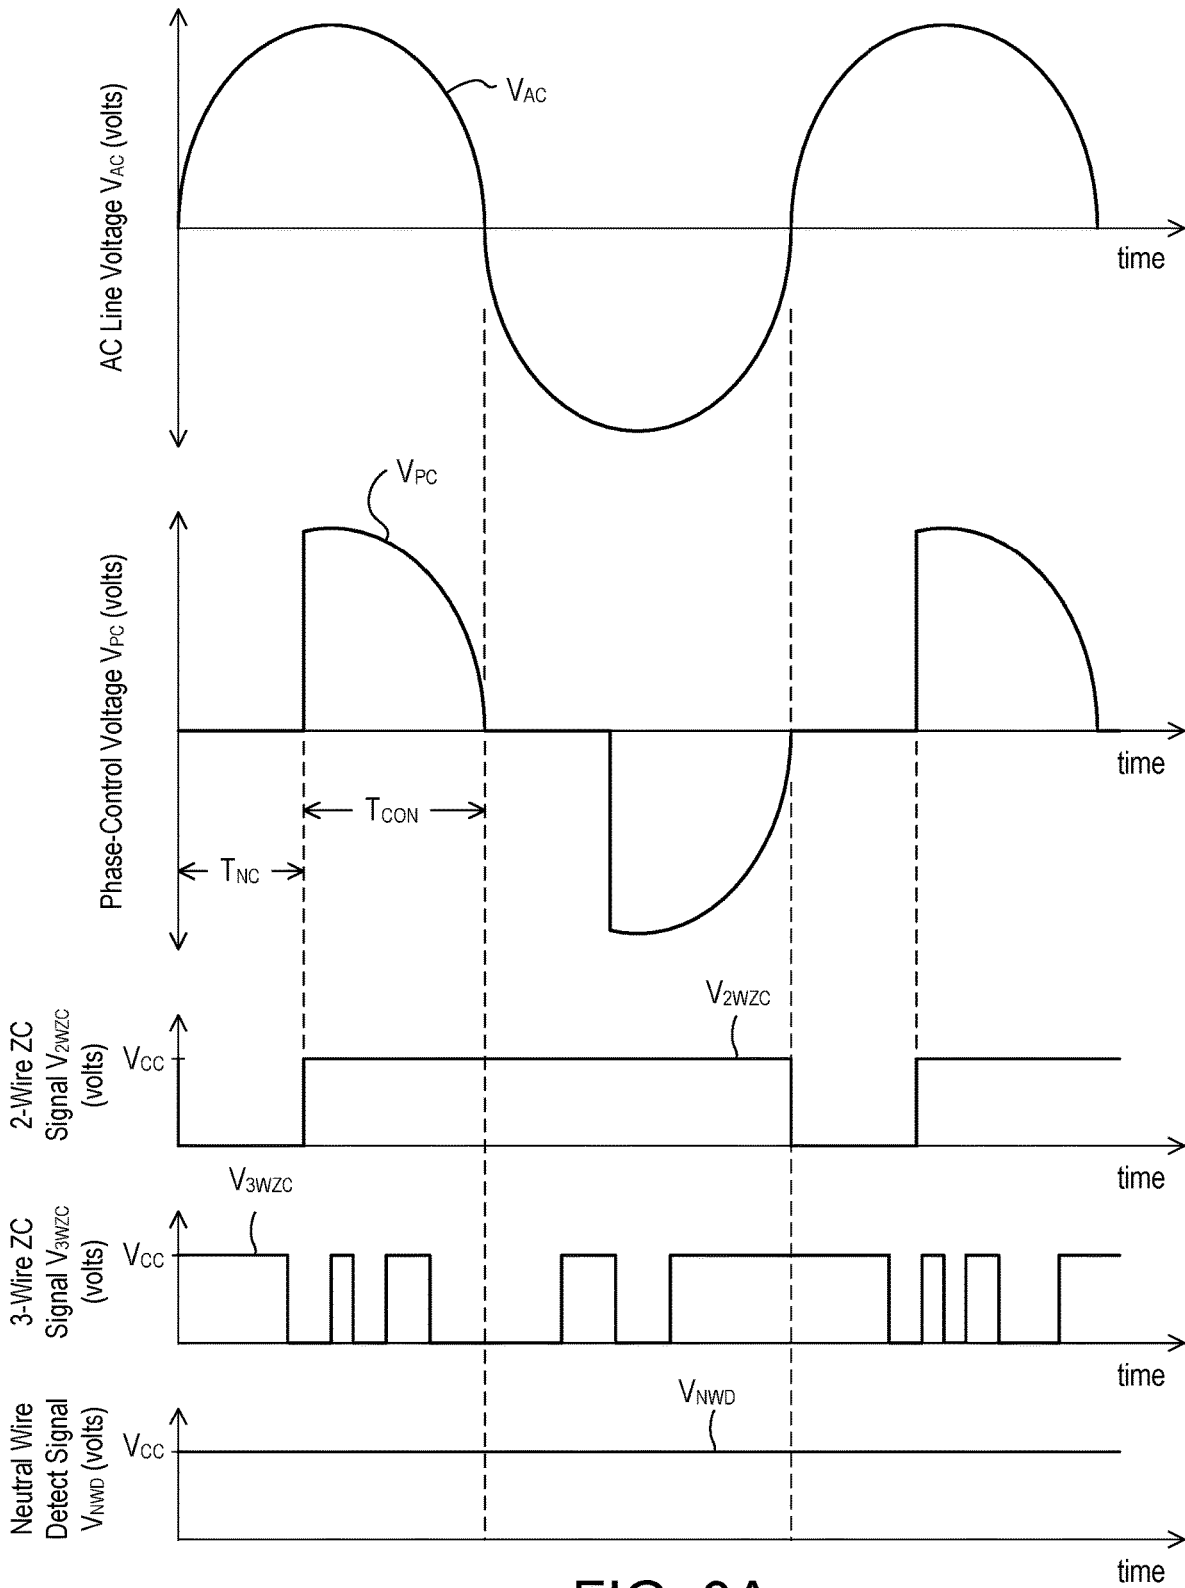 AC Line Voltage VAC (volts)
VAC
time
Phase-Control Voltage VPC (volts)
VPC
time
TCON
TNC
2-Wire ZC
Signal V2WZC
(volts)
VCC
V2WZC
time
3-Wire ZC
Signal V3WZC
(volts)
VCC
V3WZC
time
Neutral Wire
Detect Signal
VNWD (volts)
VCC
VNWD
time